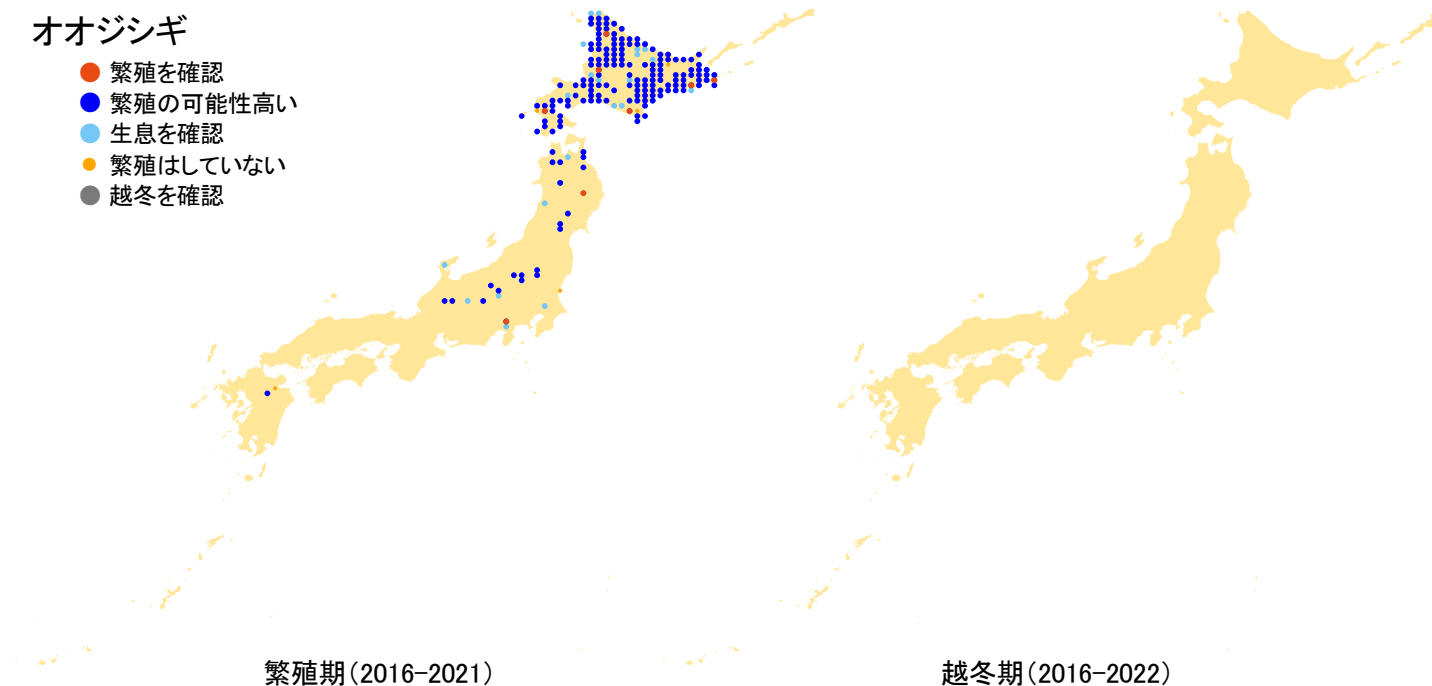 オオジシギ
繁殖を確認
繁殖の可能性高い
生息を確認
繁殖はしていない
越冬を確認
繁殖期(2016-2021)
越冬期(2016-2022)